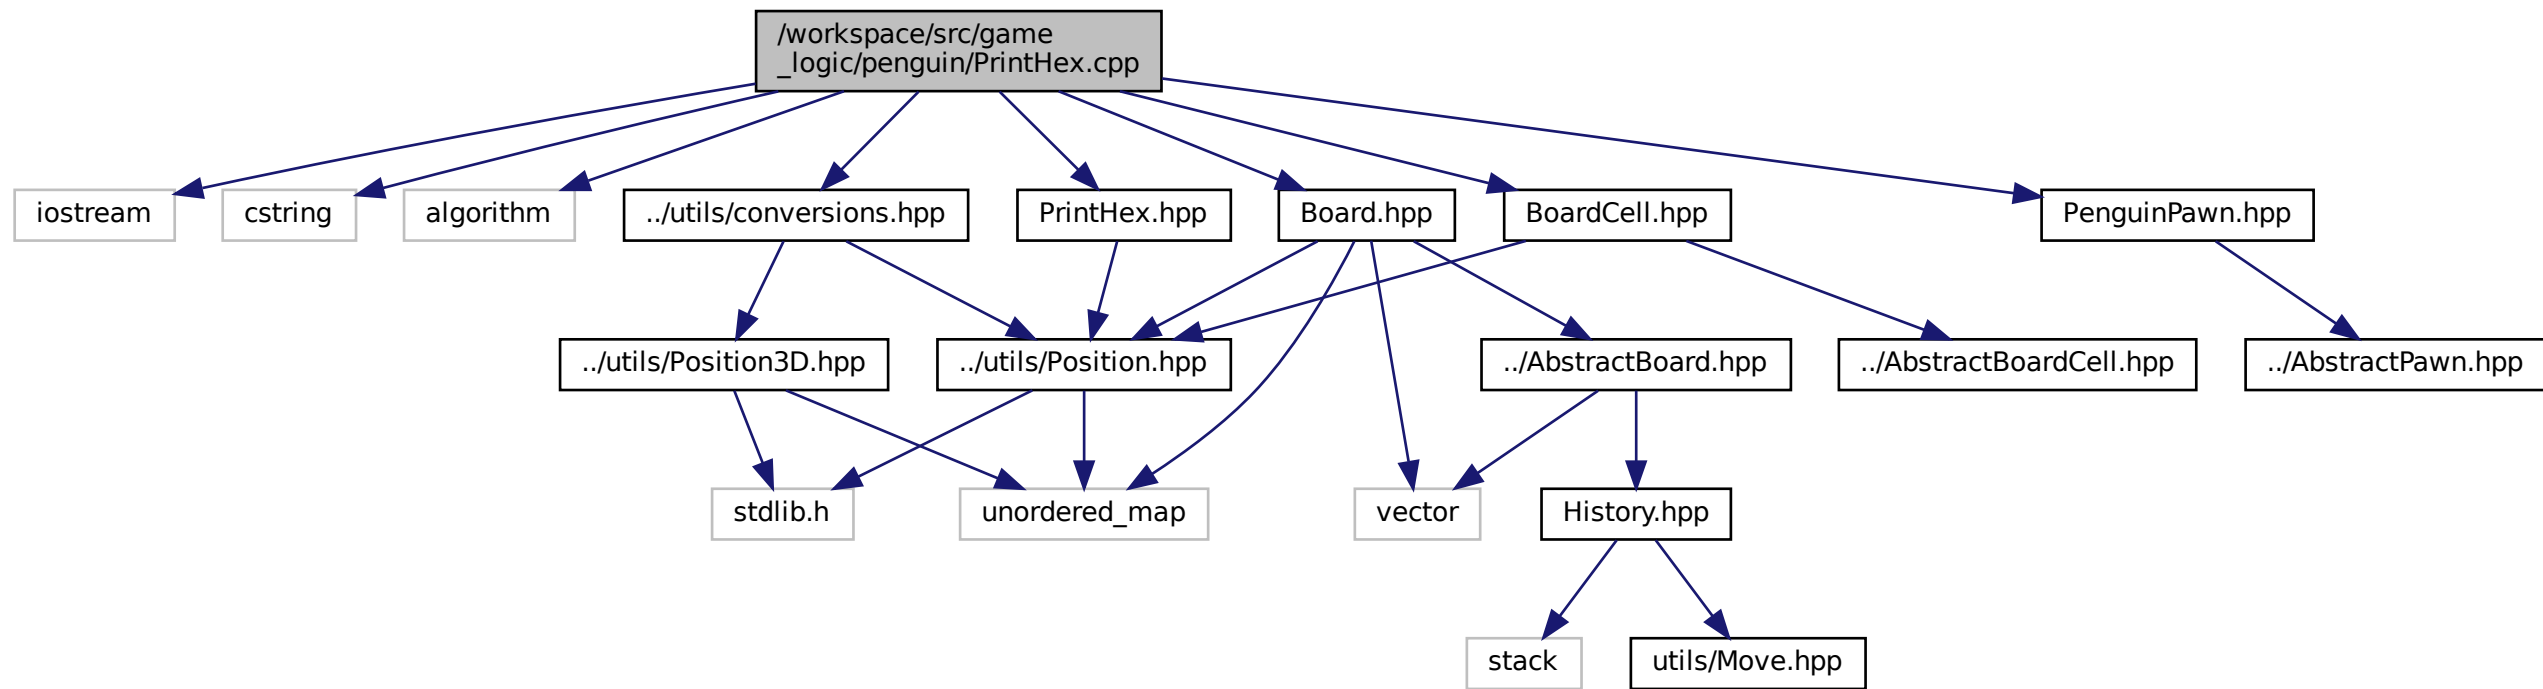 /workspace/src/game
_logic/penguin/PrintHex.cpp
iostream
cstring
algorithm
../utils/conversions.hpp
PrintHex.hpp
Board.hpp
BoardCell.hpp
PenguinPawn.hpp
../utils/Position3D.hpp
../utils/Position.hpp
../AbstractBoard.hpp
../AbstractBoardCell.hpp
../AbstractPawn.hpp
stdlib.h
unordered_map
vector
History.hpp
stack
utils/Move.hpp